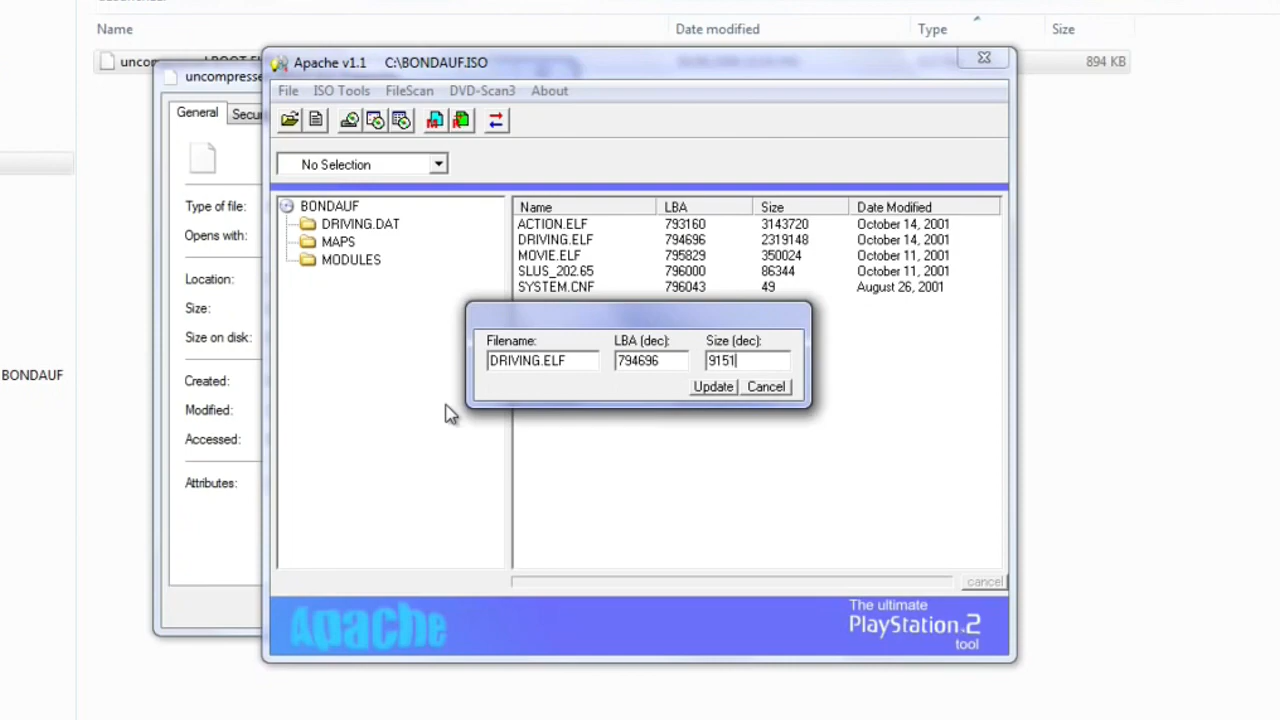 Name Date modified Type Size
uncom 894 KB
uncompresse
Apache v1.1 C:\BONDAUF.ISO
File ISO Tools FileScan DVD-Scan3 About
General Secu
No Selection
Type of file:
Opens with:
Location:
Size:
Size on disk:
Created:
Modified:
Accessed:
Attributes:
BONDAUF
BONDAUF
DRIVING.DAT
MAPS
MODULES
Name LBA Size Date Modified
ACTION.ELF 793160 3143720 October 14, 2001
DRIVING.ELF 794696 2319148 October 14, 2001
MOVIE.ELF 795829 350024 October 11, 2001
SLUS_202.65 796000 86344 October 11, 2001
SYSTEM.CNF 796043 49 August 26, 2001
Filename: LBA (dec): Size (dec):
DRIVING.ELF 794696 9151
Update Cancel
cancel
Apache
The ultimate
PlayStation.2
tool